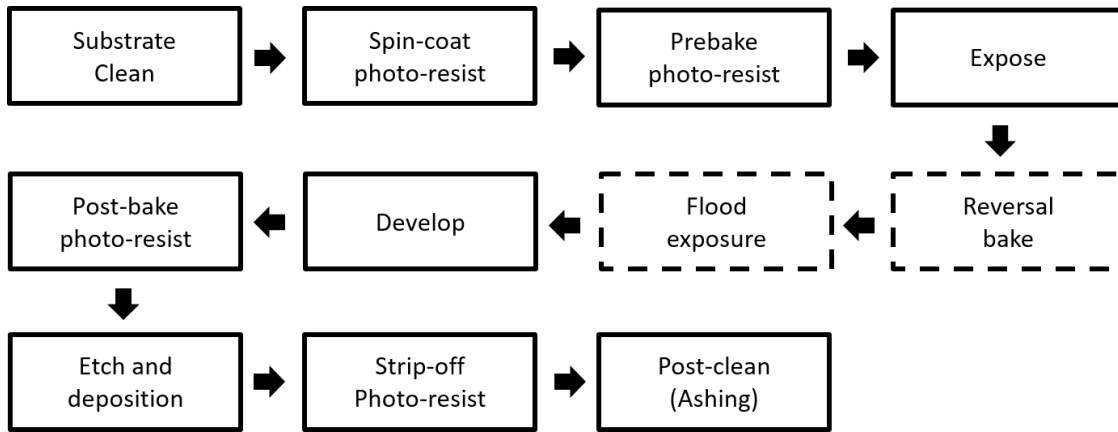 Substrate
Clean
Spin-coat
photo-resist
Prebake
photo-resist
Expose
Reversal
bake
Flood
exposure
Develop
Post-bake
photo-resist
Etch and
deposition
Strip-off
Photo-resist
Post-clean
(Ashing)